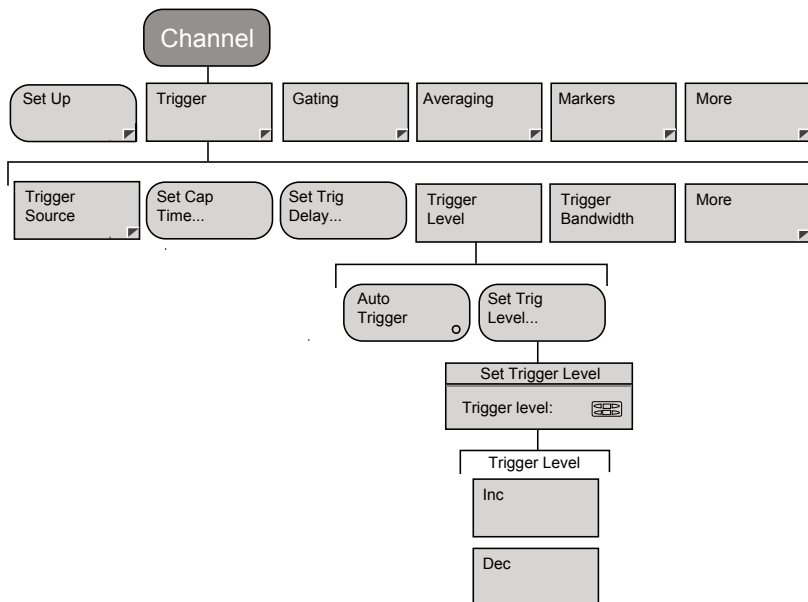 Channel
Set Up
Trigger
Gating
Averaging
Markers
More
Trigger
Source
Set Cap
Time...
Set Trig
Delay...
Trigger
Level
Trigger
Bandwidth
More
Auto
Trigger
Set Trig
Level...
Set Trigger Level
Trigger level:
Trigger Level
Inc
Dec